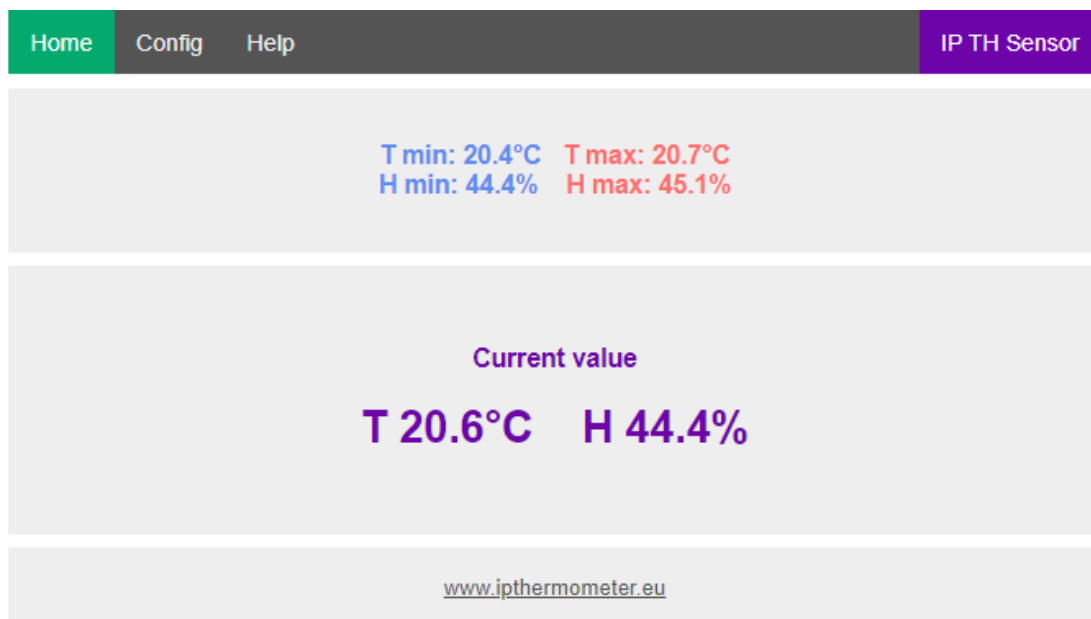 Home Config Help IP TH Sensor
T min: 20.4°C T max: 20.7°C
H min: 44.4% H max: 45.1%
Current value
T 20.6°C H 44.4%
www.ipthermometer.eu